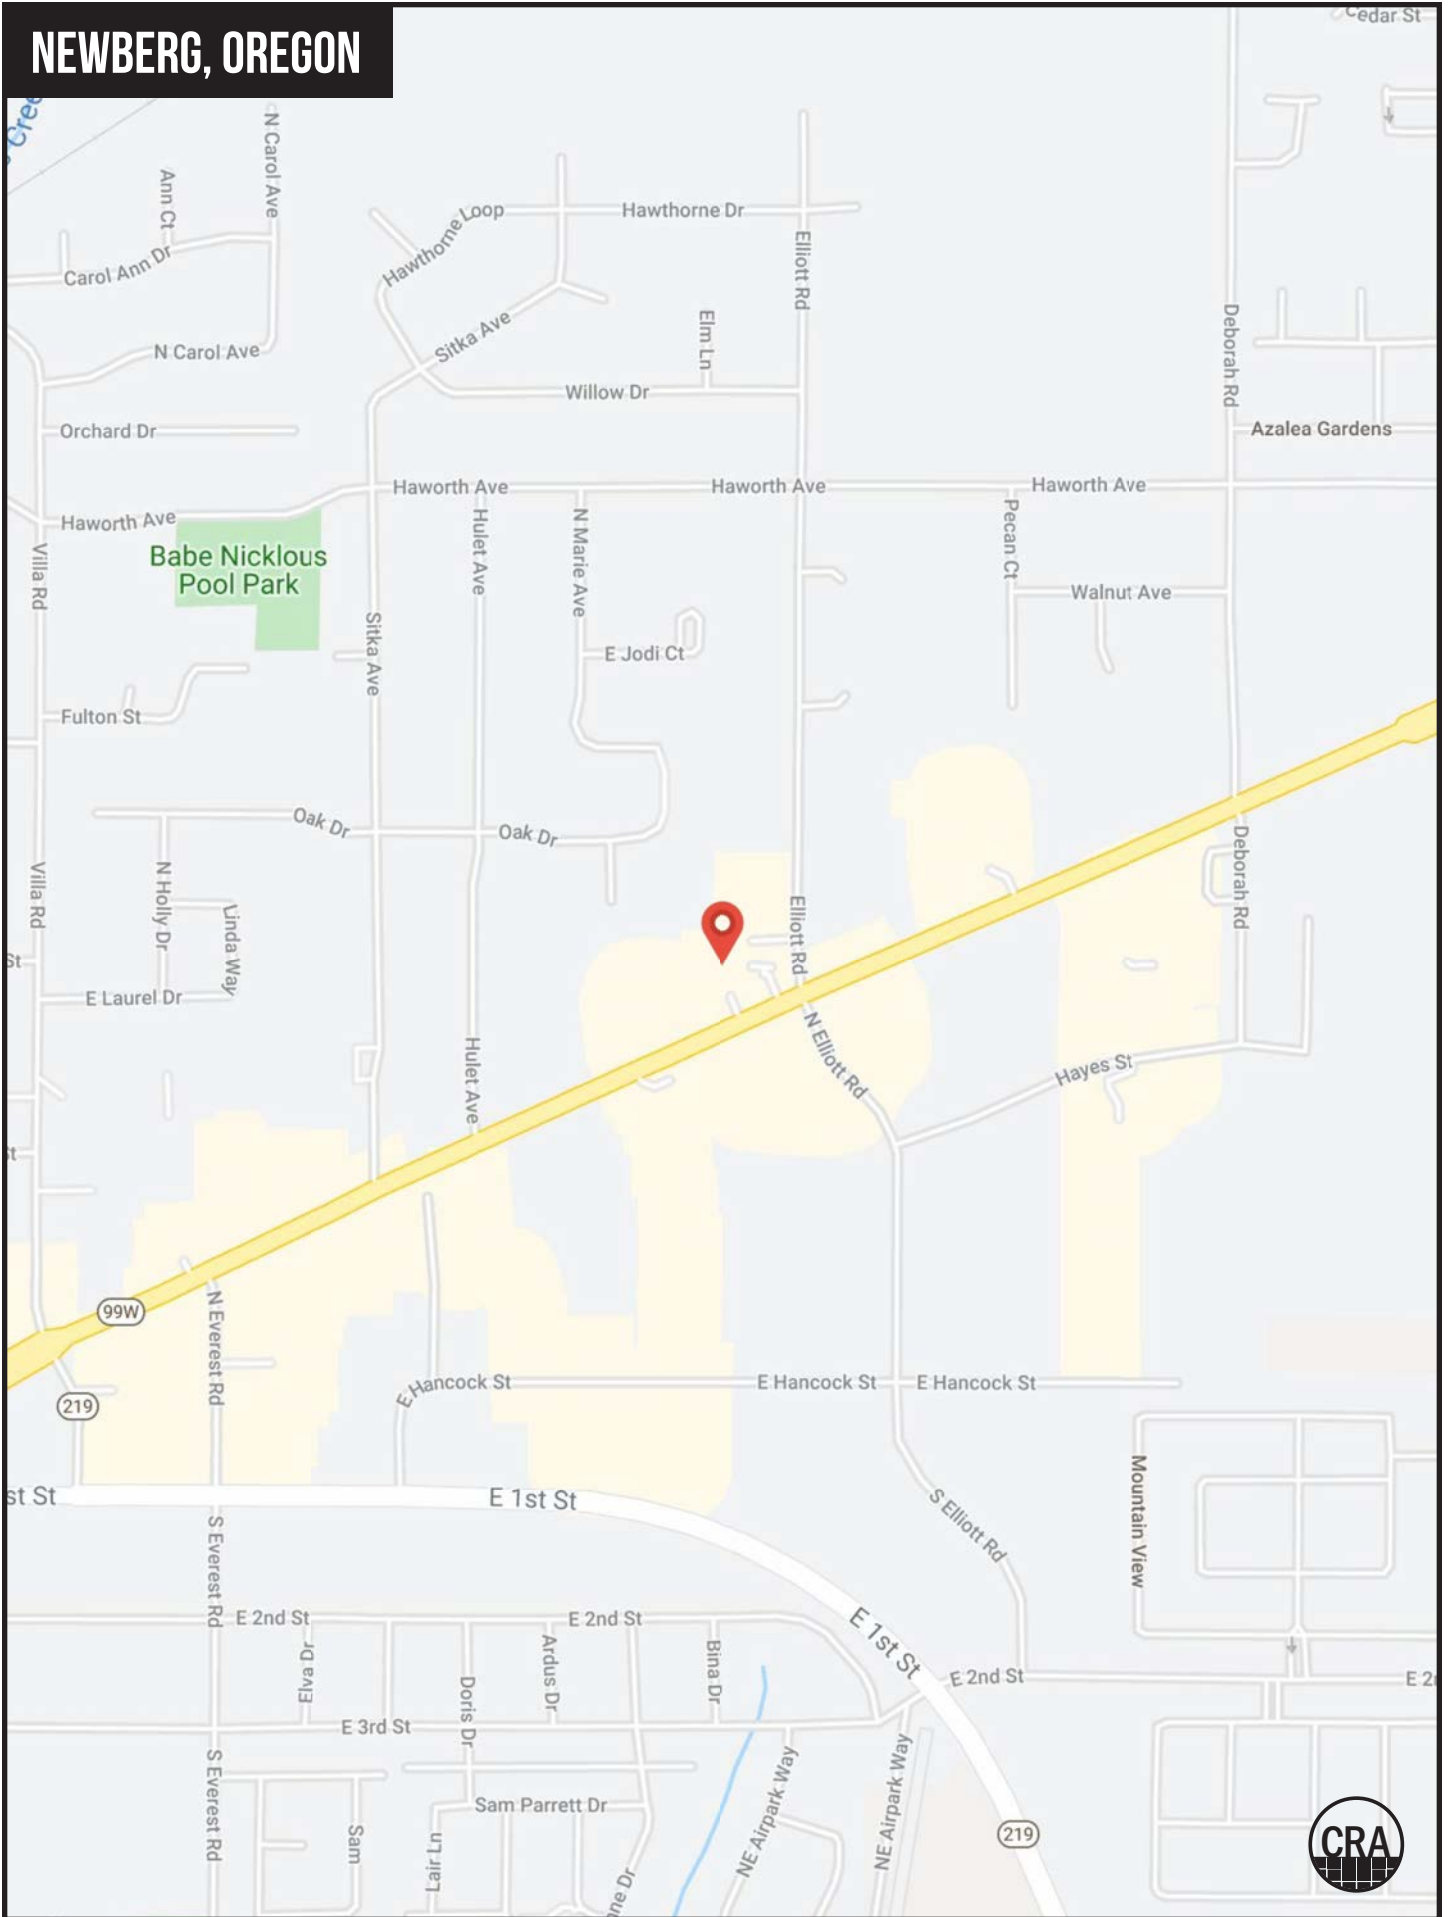 NEWBERG, OREGON
Cedar St
N Carol Ave
Ann Ct
Carol Ann Dr
Hawthorne Loop
Hawthorne Dr
Elliott Rd
Sitka Ave
Elm Ln
Deborah Rd
N Carol Ave
Willow Dr
Orchard Dr
Azalea Gardens
Haworth Ave
Haworth Ave
Haworth Ave
Haworth Ave
Babe Nicklous
Pool Park
Villa Rd
Hulet Ave
N Marie Ave
Pecan Ct
Walnut Ave
Sitka Ave
E Jodi Ct
Fulton St
Oak Dr
Oak Dr
Villa Rd
N Holly Dr
Linda Way
Elliott Rd
Deborah Rd
St
E Laurel Dr
Hulet Ave
N Elliott Rd
Hayes St
St
99W
N Everest Rd
219
E Hancock St
E Hancock St
E Hancock St
st St
E 1st St
Mountain View
S Elliott Rd
S Everest Rd
E 2nd St
E 2nd St
E 1st St
Elva Dr
Doris Dr
Ardus Dr
Bina Dr
E 2nd St
E 3rd St
S Everest Rd
Sam Parrett Dr
Sam
Lair Ln
NE Airpark Way
NE Airpark Way
219
CRA